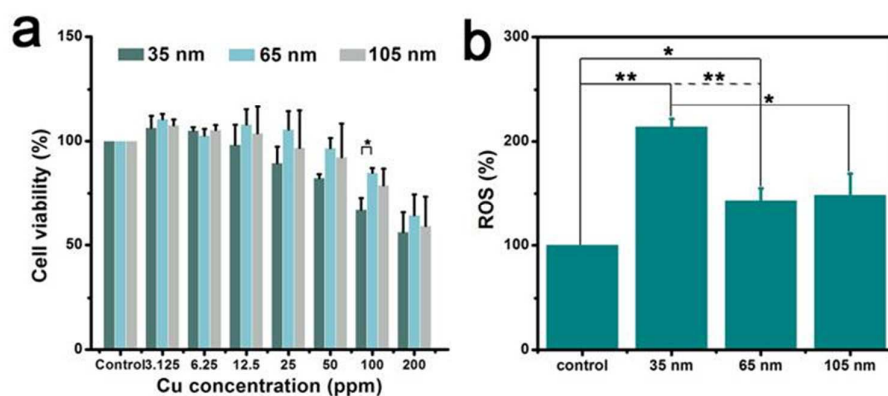 a
35 nm 65 nm 105 nm
Cell viability (%)
150
100
50
0
*
Control 3.125 6.25 12.5 25 50 100 200
Cu concentration (ppm)
b
ROS (%)
300
200
100
0
*
** **
*
control 35 nm 65 nm 105 nm